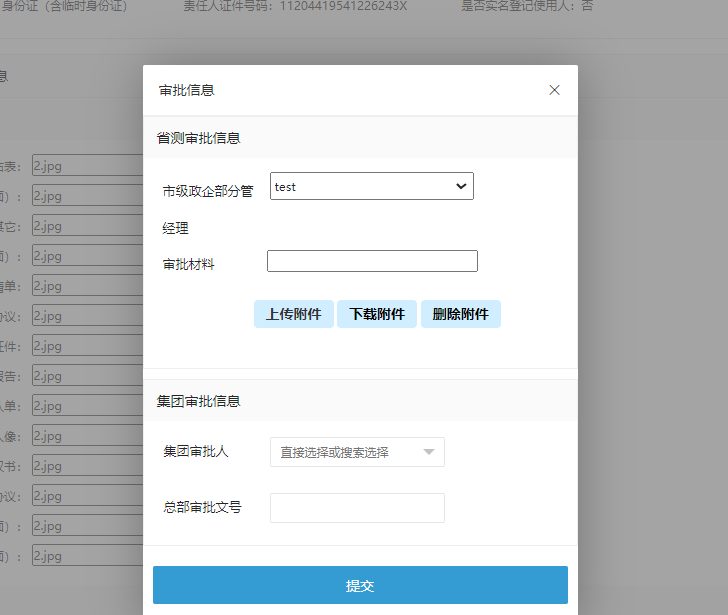 身份证（含临时身份证） 责任人证件号码：11204419541226243X 是否实名登记使用人：否
息
审批信息
省测审批信息
市级政企部分管
经理
test
审批材料
上传附件 下载附件 删除附件
集团审批信息
集团审批人 直接选择或搜索选择
总部审批文号
提交
表： 2.jpg
面）： 2.jpg
其它： 2.jpg
面）： 2.jpg
清单： 2.jpg
协议： 2.jpg
证件： 2.jpg
报告： 2.jpg
人单： 2.jpg
人像： 2.jpg
书： 2.jpg
协议： 2.jpg
面）： 2.jpg
面）： 2.jpg